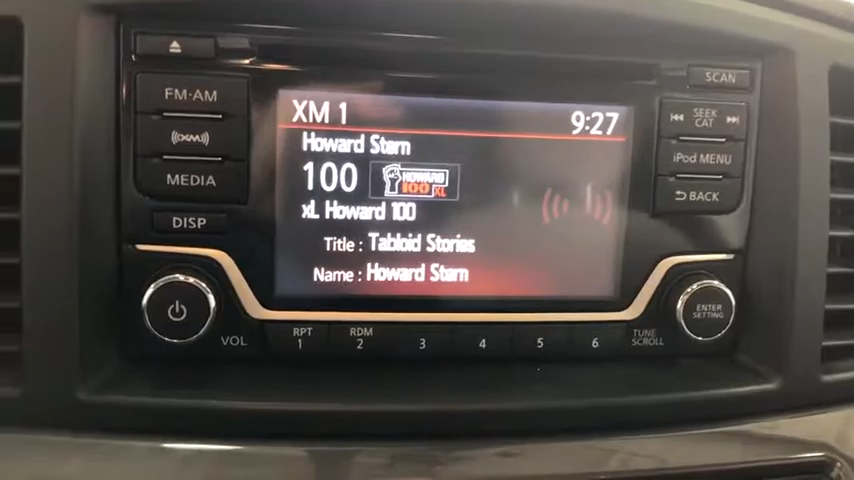 SCAN
FM·AM
XM 1
9:27
SEEK
CAT
Howard Stern
XM
100
HOWARD
100 XL
iPod MENU
MEDIA
BACK
xL Howard 100
DISP
Title : Tabloid Stories
Name : Howard Stern
ENTER
SETTING
VOL
RPT
1
RDM
2
3
4
5
6
TUNE
SCROLL